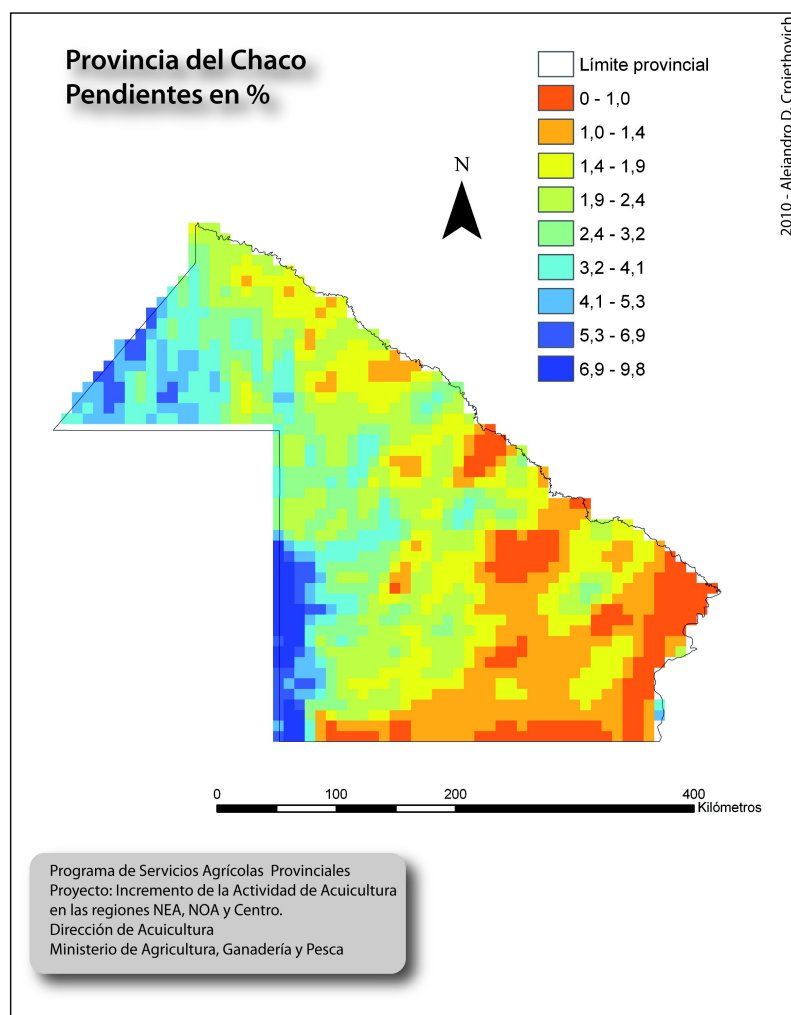 Provincia del Chaco
Pendientes en %
Límite provincial
0 - 1,0
1,0 - 1,4
1,4 - 1,9
1,9 - 2,4
2,4 - 3,2
3,2 - 4,1
4,1 - 5,3
5,3 - 6,9
6,9 - 9,8
2010 - Alejandro D. Crojethovich
N
0 100 200 400
Kilómetros
Programa de Servicios Agrícolas Provinciales
Proyecto: Incremento de la Actividad de Acuicultura
en las regiones NEA, NOA y Centro.
Dirección de Acuicultura
Ministerio de Agricultura, Ganadería y Pesca